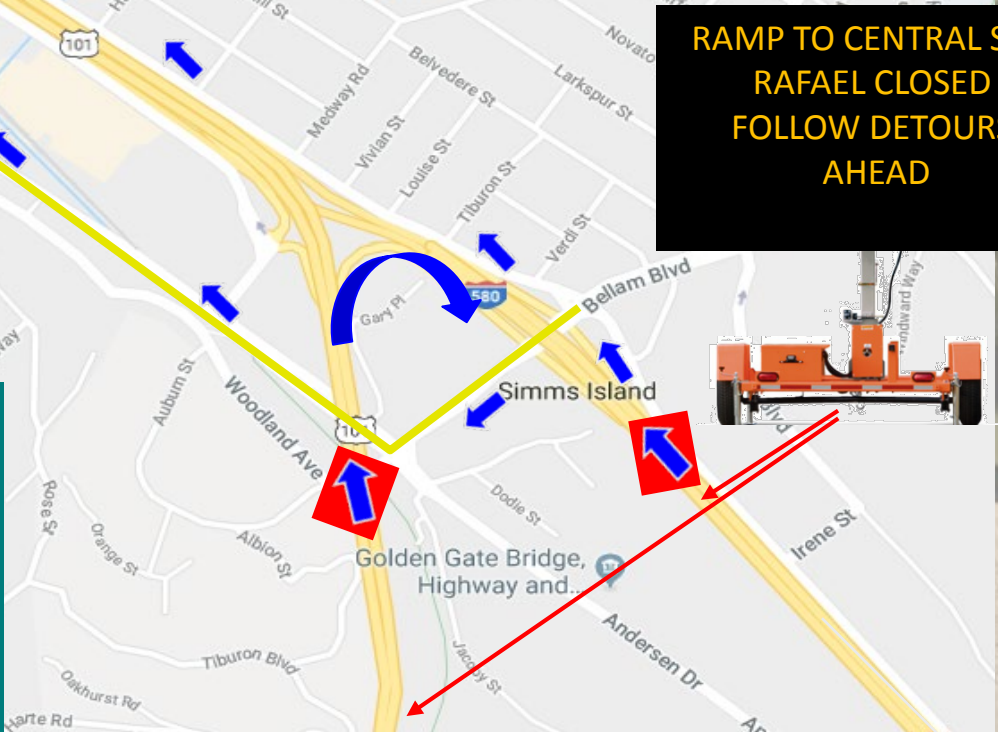 101
Medway Rd
Belvedere St
Vivian St
Louise St
Larkspur St
Novato
Tiburon St
Verdi St
RAMP TO CENTRAL
RAFAEL CLOSED
FOLLOW DETOUR
AHEAD
580
Bellam Blvd
Gary Pl
Simms Island
Auburn St
Woodland Ave
101
Rose St
Orange St
Albion St
Dodie St
Irene St
Golden Gate Bridge,
Highway and...
Andersen Dr
Jacoby St
Tiburon Blvd
Oakhurst Rd
Harte Rd